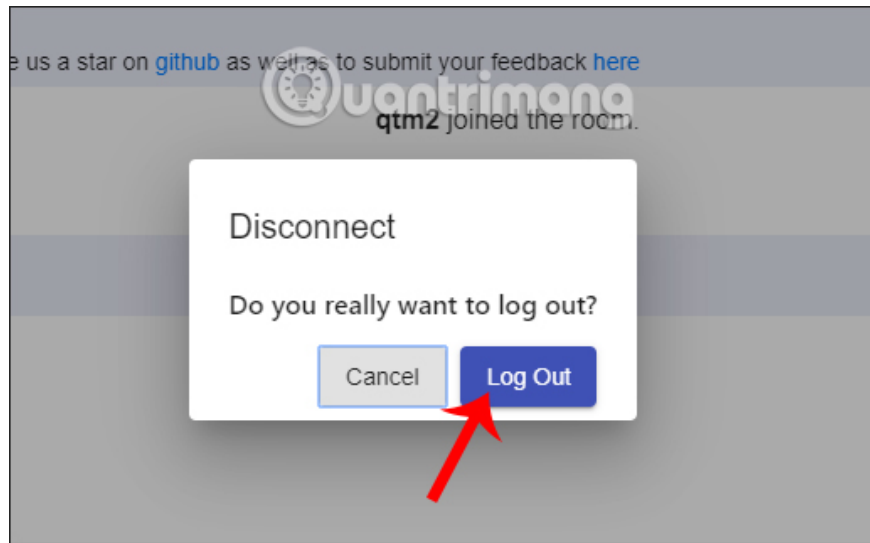 e us a star on github as well as to submit your feedback here
Quantrimang
qtm2 joined the room.
Disconnect
Do you really want to log out?
Cancel
Log Out